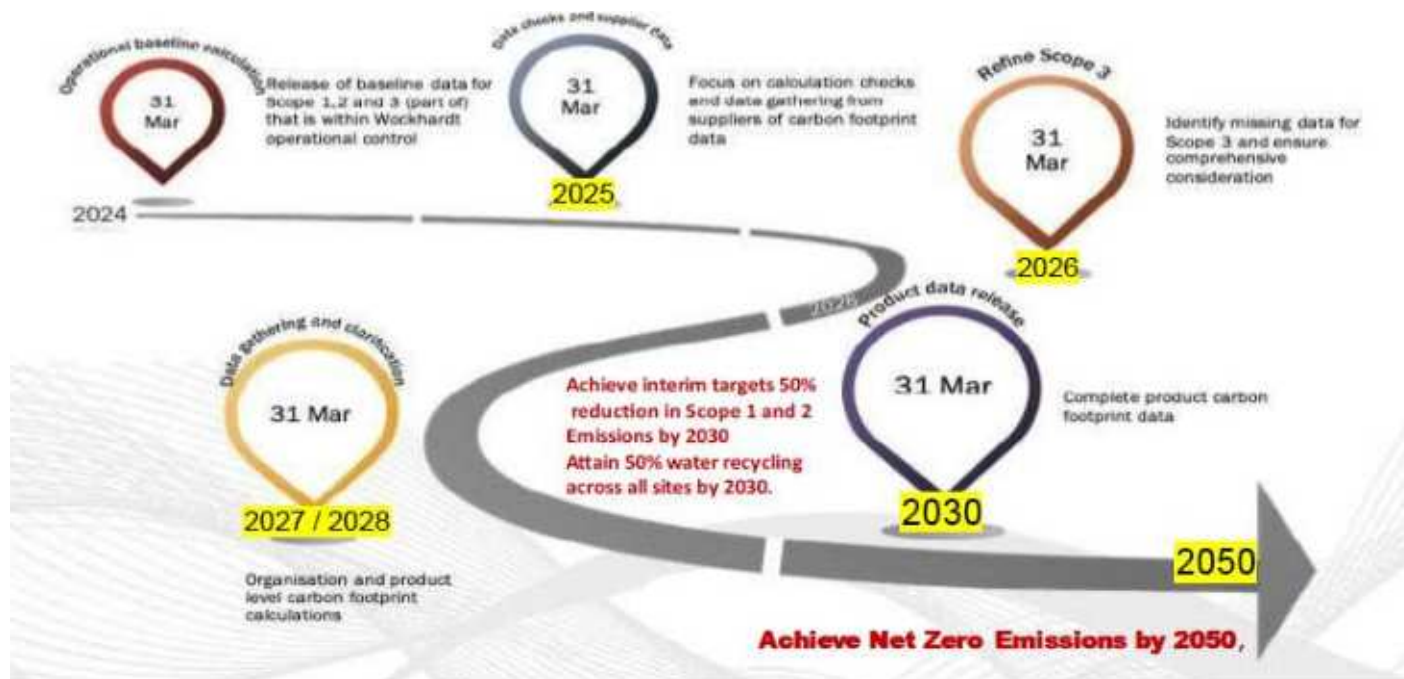 Operational baseline calculation
31
Mar
Release of baseline data for
Scope 1,2 and 3 (part of)
that is within Wockhardt
operational control
2024
Data checks and supplier data
31
Mar
2025
Focus on calculation checks
and data gathering from
suppliers of carbon footprint
data
Refine Scope 3
31
Mar
2026
Identify missing data for
Scope 3 and ensure
comprehensive
consideration
Data gathering and clarification
31 Mar
2027 / 2028
Organisation and product
level carbon footprint
calculations
Achieve interim targets 50%
reduction in Scope 1 and 2
Emissions by 2030
Attain 50% water recycling
across all sites by 2030.
Product data release
31 Mar
2030
Complete product carbon
footprint data
2050
Achieve Net Zero Emissions by 2050,